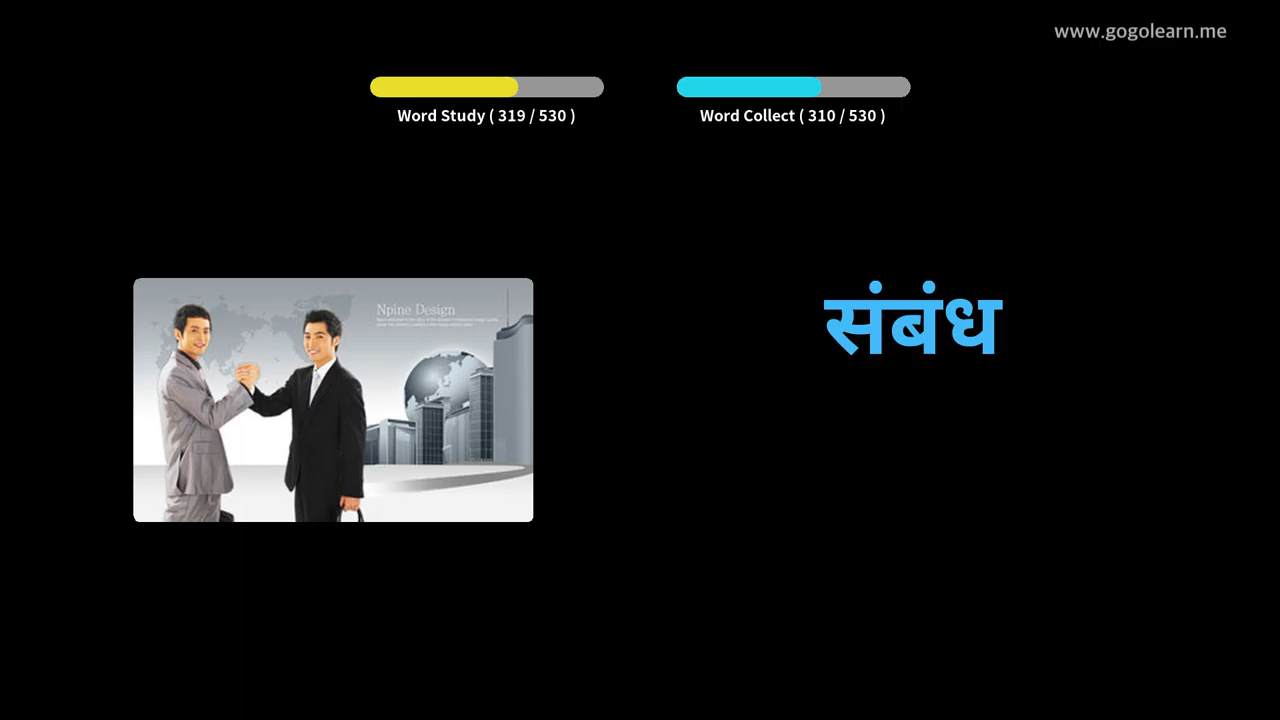 www.gogolearn.me
Word Study ( 319 / 530 )
Word Collect ( 310 / 530 )
Npine Design
संबंध